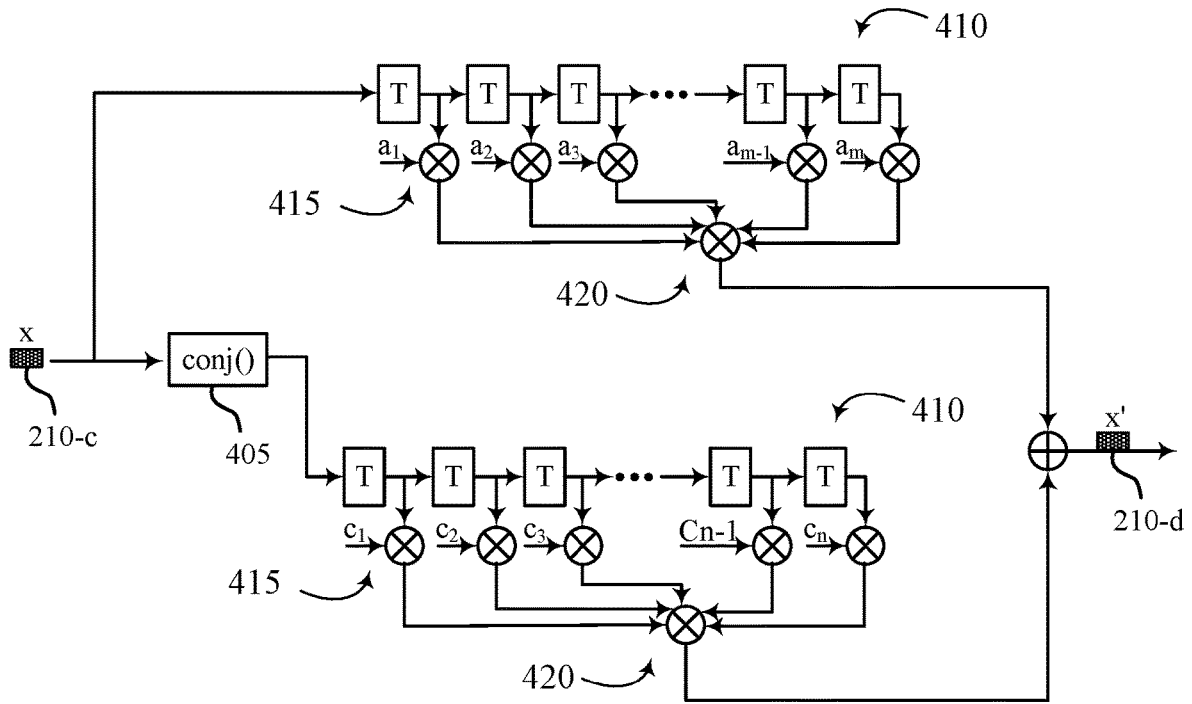 410
T T T T T
a1 a2 a3 am-1 am
415
420
x
conj()
210-c
405
410
x'
T T T T T
210-d
c1 c2 c3 Cn-1 cn
415
420